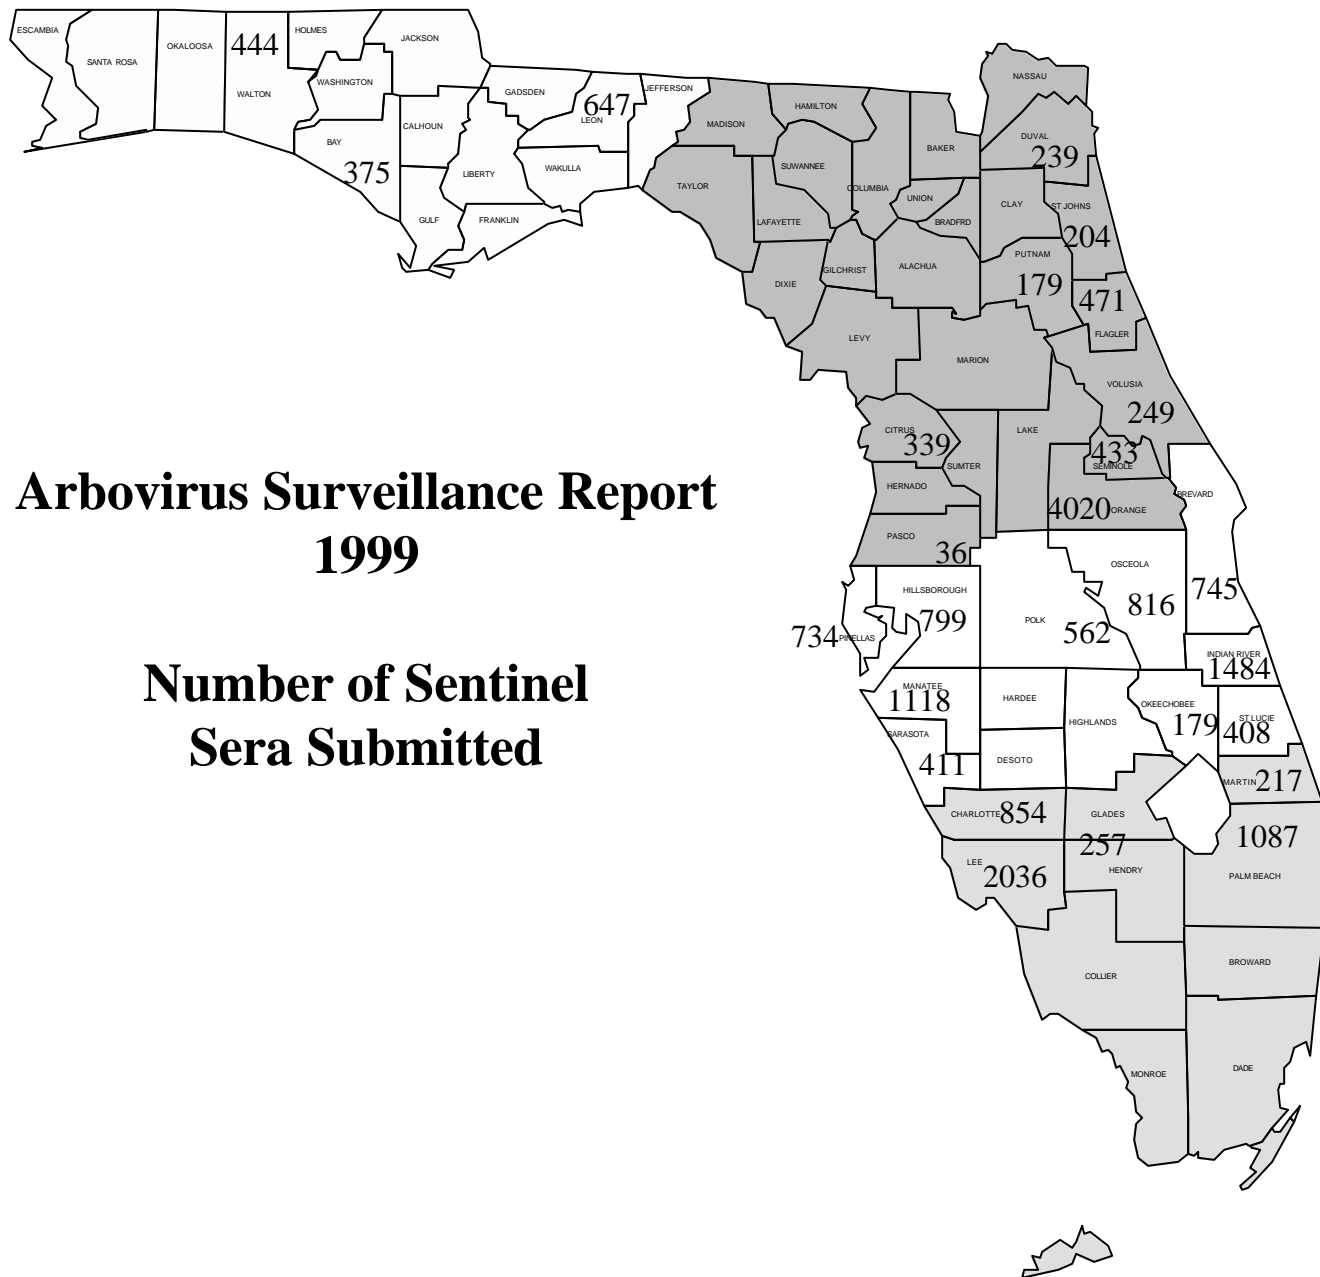 ESCAMBIA
SANTA ROSA
OKALOOSA
444
WALTON
HOLMES
WASHINGTON
JACKSON
BAY
375
CALHOUN
GULF
GADSDEN
LIBERTY
FRANKLIN
647
LEON
WAKULLA
JEFFERSON
MADISON
TAYLOR
HAMILTON
SUWANNEE
LAFAYETTE
DIXIE
COLUMBIA
GILCHRIST
BAKER
UNION
BRADFRD
ALACHUA
LEVY
NASSAU
DUVAL
239
CLAY
ST JOHNS
204
PUTNAM
179
471
FLAGLER
MARION
VOLUSIA
249
CITRUS
339
SUMTER
LAKE
433
SEMINOLE
HERNADO
4020
ORANGE
BREVARD
745
PASCO
36
Arbovirus Surveillance Report
1999
Number of Sentinel
Sera Submitted
HILLSBOROUGH
799
734
PINELLAS
POLK
562
OSCEOLA
816
INDIAN RIVER
1484
MANATEE
1118
HARDEE
HIGHLANDS
OKEECHOBEE
179
ST LUCIE
408
SARASOTA
411
DESOTO
MARTIN
217
CHARLOTTE
854
GLADES
257
HENDRY
1087
PALM BEACH
LEE
2036
COLLIER
BROWARD
MONROE
DADE